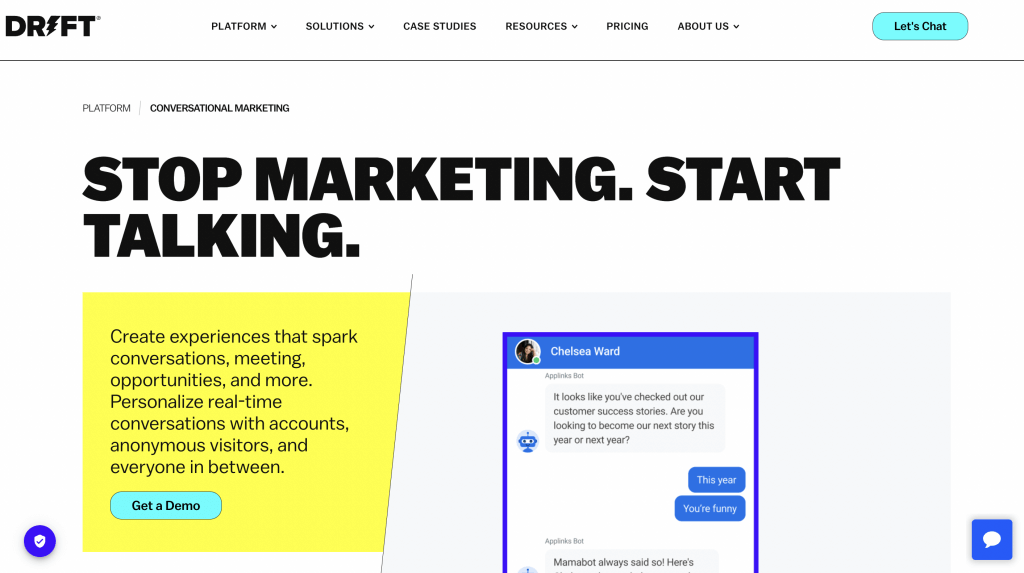 DRIFT®
PLATFORM
SOLUTIONS
CASE STUDIES
RESOURCES
PRICING
ABOUT US
Let's Chat
PLATFORM
CONVERSATIONAL MARKETING
STOP MARKETING. START
TALKING.
Create experiences that spark
conversations, meeting,
opportunities, and more.
Personalize real-time
conversations with accounts,
anonymous visitors, and
everyone in between.
Get a Demo
Chelsea Ward
Applinks Bot
It looks like you've checked out our
customer success stories. Are you
looking to become our next story this
year or next year?
This year
You're funny
Applinks Bot
Mamabot always said so! Here's